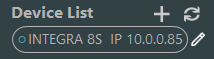 Device List
INTEGRA 8S IP 10.0.0.85